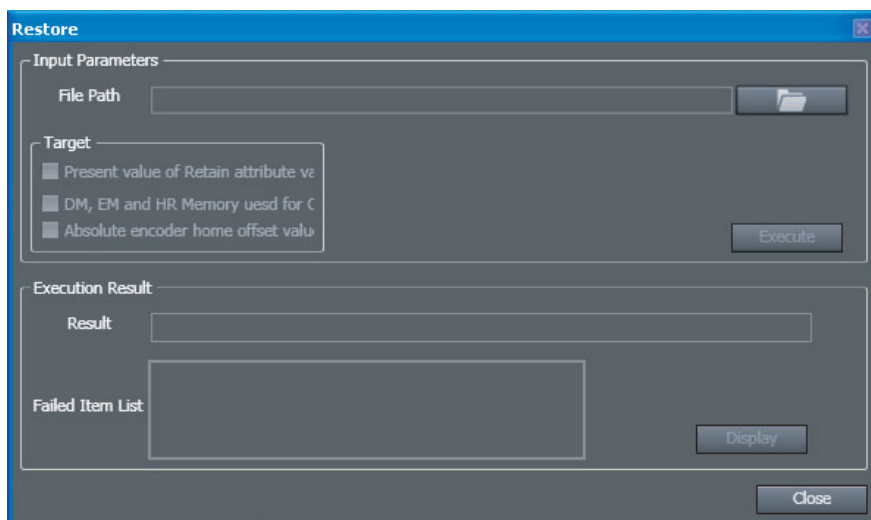 Restore
Input Parameters
File Path
Target
Present value of Retain attribute va
DM, EM and HR Memory uesd for C
Absolute encoder home offset valu
Execute
Execution Result
Result
Failed Item List
Display
Close